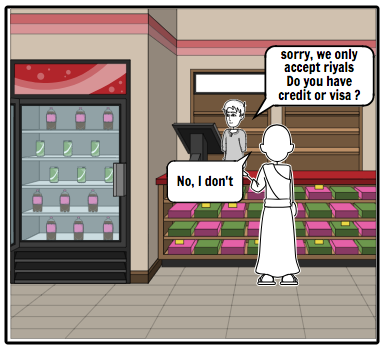 sorry, we only
accept riyals
Do you have
credit or visa ?
No, I don't